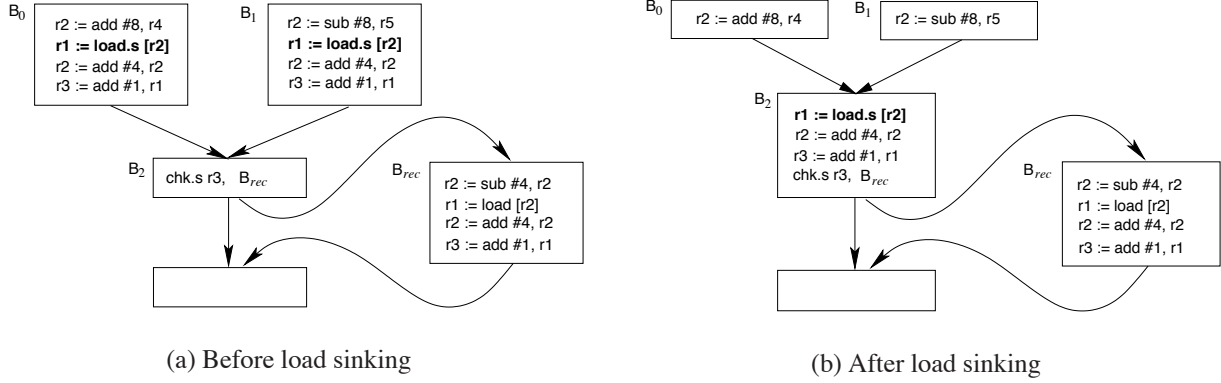 B0
r2 := add #8, r4
r1 := load.s [r2]
r2 := add #4, r2
r3 := add #1, r1
B1
r2 := sub #8, r5
r1 := load.s [r2]
r2 := add #4, r2
r3 := add #1, r1
B2
chk.s r3, Brec
Brec
r2 := sub #4, r2
r1 := load [r2]
r2 := add #4, r2
r3 := add #1, r1
(a) Before load sinking
B0
r2 := add #8, r4
B1
r2 := sub #8, r5
B2
r1 := load.s [r2]
r2 := add #4, r2
r3 := add #1, r1
chk.s r3, Brec
Brec
r2 := sub #4, r2
r1 := load [r2]
r2 := add #4, r2
r3 := add #1, r1
(b) After load sinking